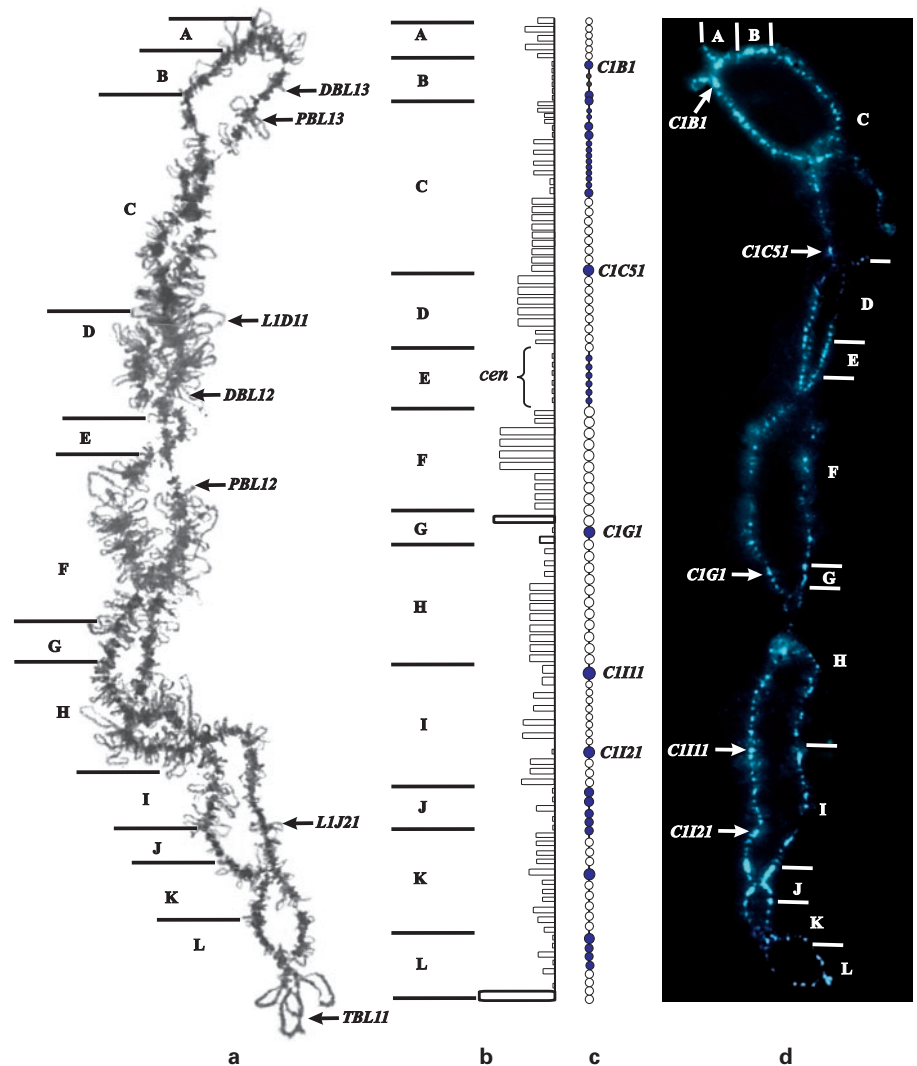 A
B
DBL13
PBL13
C
L1D11
D
DBL12
E
PBL12
F
G
H
I
L1J21
J
K
L
TBL11
a
A
B
C
D
E
cen
F
G
H
I
J
K
L
b
C1B1
C1C51
C1G1
C1I11
C1I21
c
A B
C1B1
C
C1C51
D
E
F
C1G1
G
H
C1I11
I
C1I21
J
K
L
d